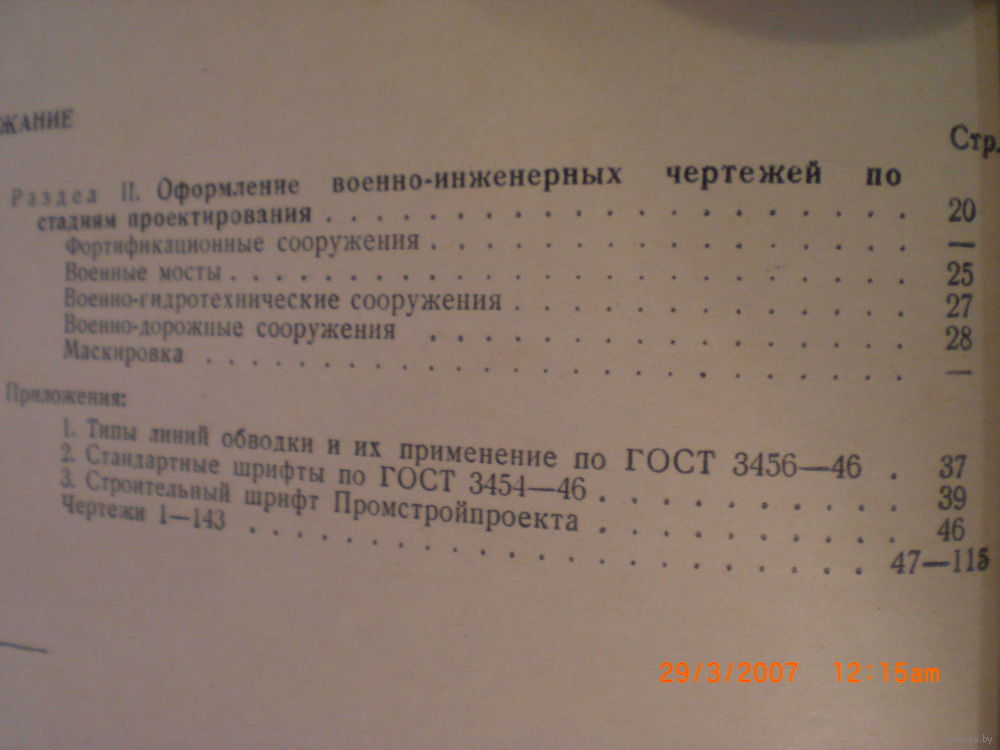 ЖАНИЕ
Стр.
Раздел II. Оформление военно-инженерных чертежей по
стадиям проектирования . . . . . . . . . . . . . . . . . . . . . 20
Фортификационные сооружения . . . . . . . . . . . . . . . . —
Военные мосты . . . . . . . . . . . . . . . . . . . . . . . . 25
Военно-гидротехнические сооружения . . . . . . . . . . . . . 27
Военно-дорожные сооружения . . . . . . . . . . . . . . . . 28
Маскировка . . . . . . . . . . . . . . . . . . . . . . . . . —
Приложения:
1. Типы линий обводки и их применение по ГОСТ 3456—46 . 37
2. Стандартные шрифты по ГОСТ 3454—46 . . . . . . . . . 39
3. Строительный шрифт Промстройпроекта . . . . . . . . . 46
Чертежи 1—143 . . . . . . . . . . . . . . . . . . . . 47—115
29/3/2007 12:15am